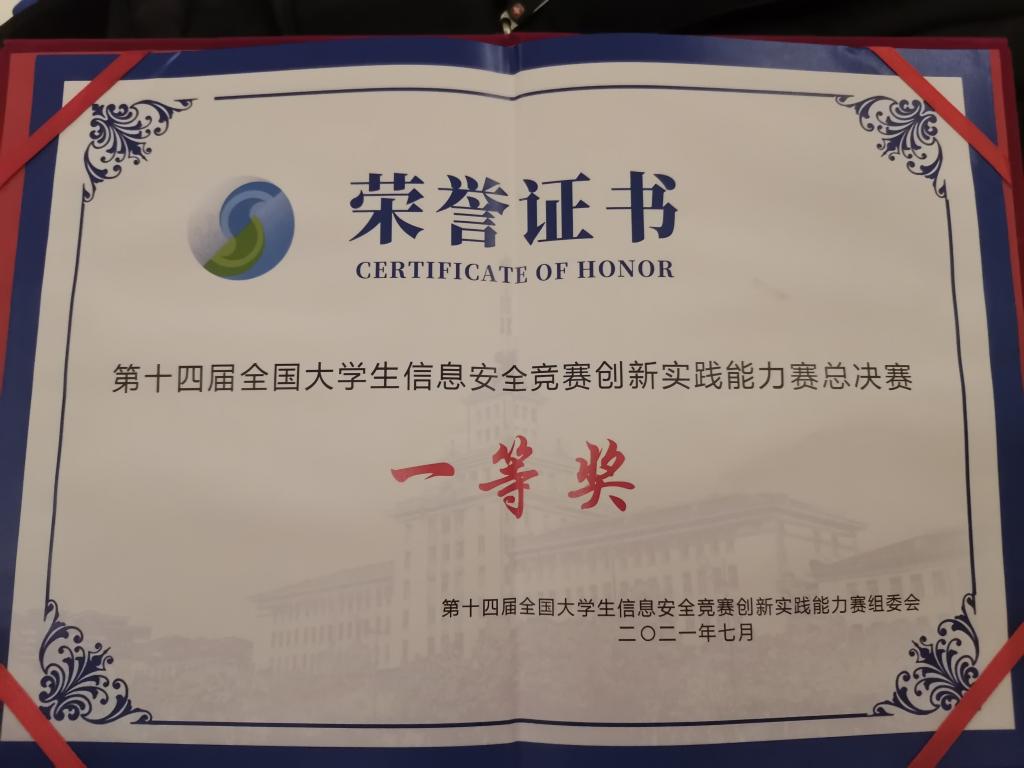 荣誉证书
CERTIFICATE OF HONOR
第十四届全国大学生信息安全竞赛创新实践能力赛总决赛
一等奖
第十四届全国大学生信息安全竞赛创新实践能力赛组委会
二〇二一年七月